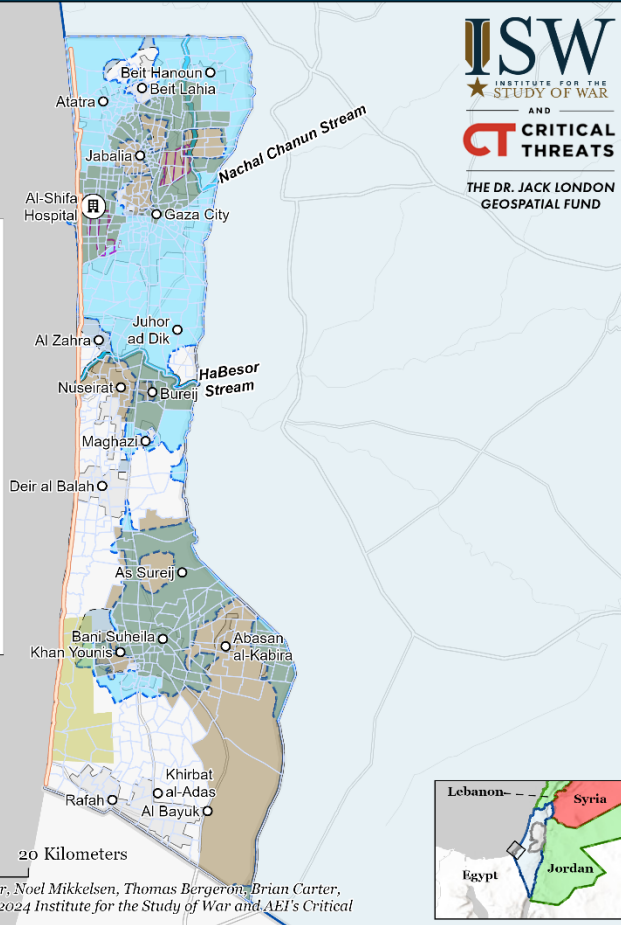 ISW
INSTITUTE FOR THE
STUDY OF WAR
AND
CT CRITICAL
THREATS
THE DR. JACK LONDON
GEOSPATIAL FUND
Beit Hanoun
Beit Lahia
Atatra
Nachal Chanun Stream
Jabalia
Al-Shifa
Hospital
Gaza City
Juhor
ad Dik
Al Zahra
HaBesor
Stream
Nuseirat
Bureij
Maghazi
Deir al Balah
As Sureij
Bani Suheila
Abasan
al-Kabira
Khan Younis
Khirbat
al-Adas
Rafah
Al Bayuk
Lebanon
Syria
Egypt
Jordan
20 Kilometers
r, Noel Mikkelsen, Thomas Bergeron, Brian Carter,
2024 Institute for the Study of War and AEI's Critical